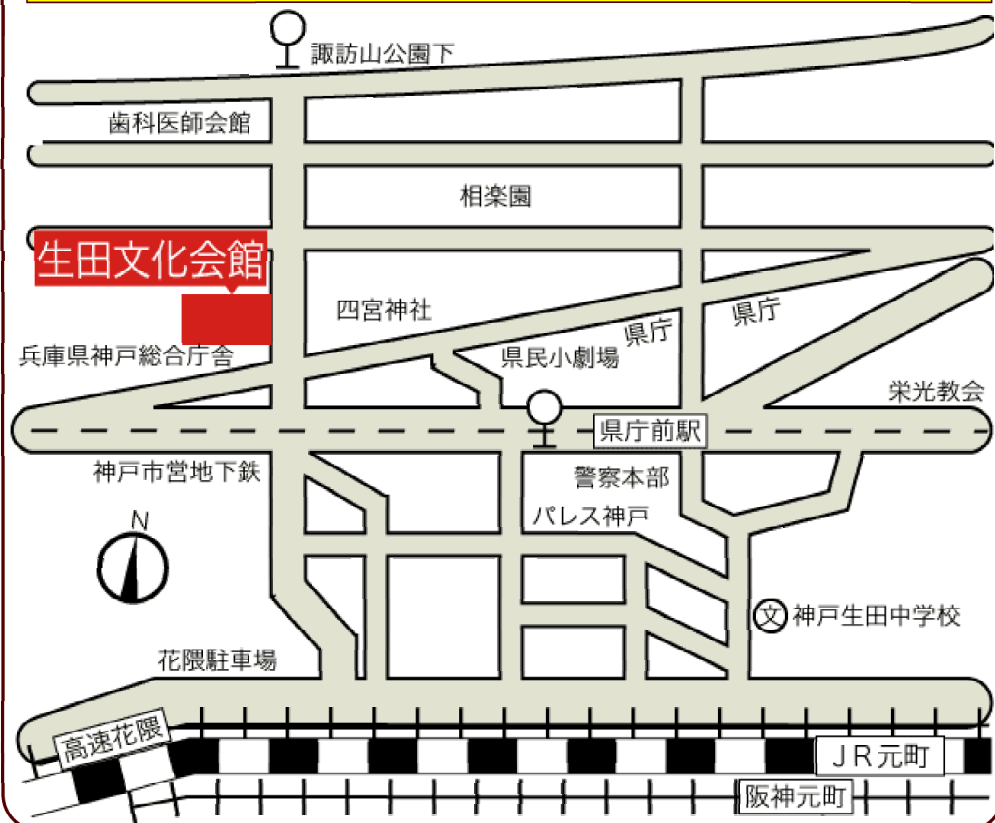 諏訪山公園下
歯科医師会館
相楽園
生田文化会館
四宮神社
県庁
県庁
兵庫県神戸総合庁舎
県民小劇場
栄光教会
県庁前駅
神戸市営地下鉄
警察本部
パレス神戸
N
文 神戸生田中学校
花隈駐車場
高速花隈
JR元町
阪神元町